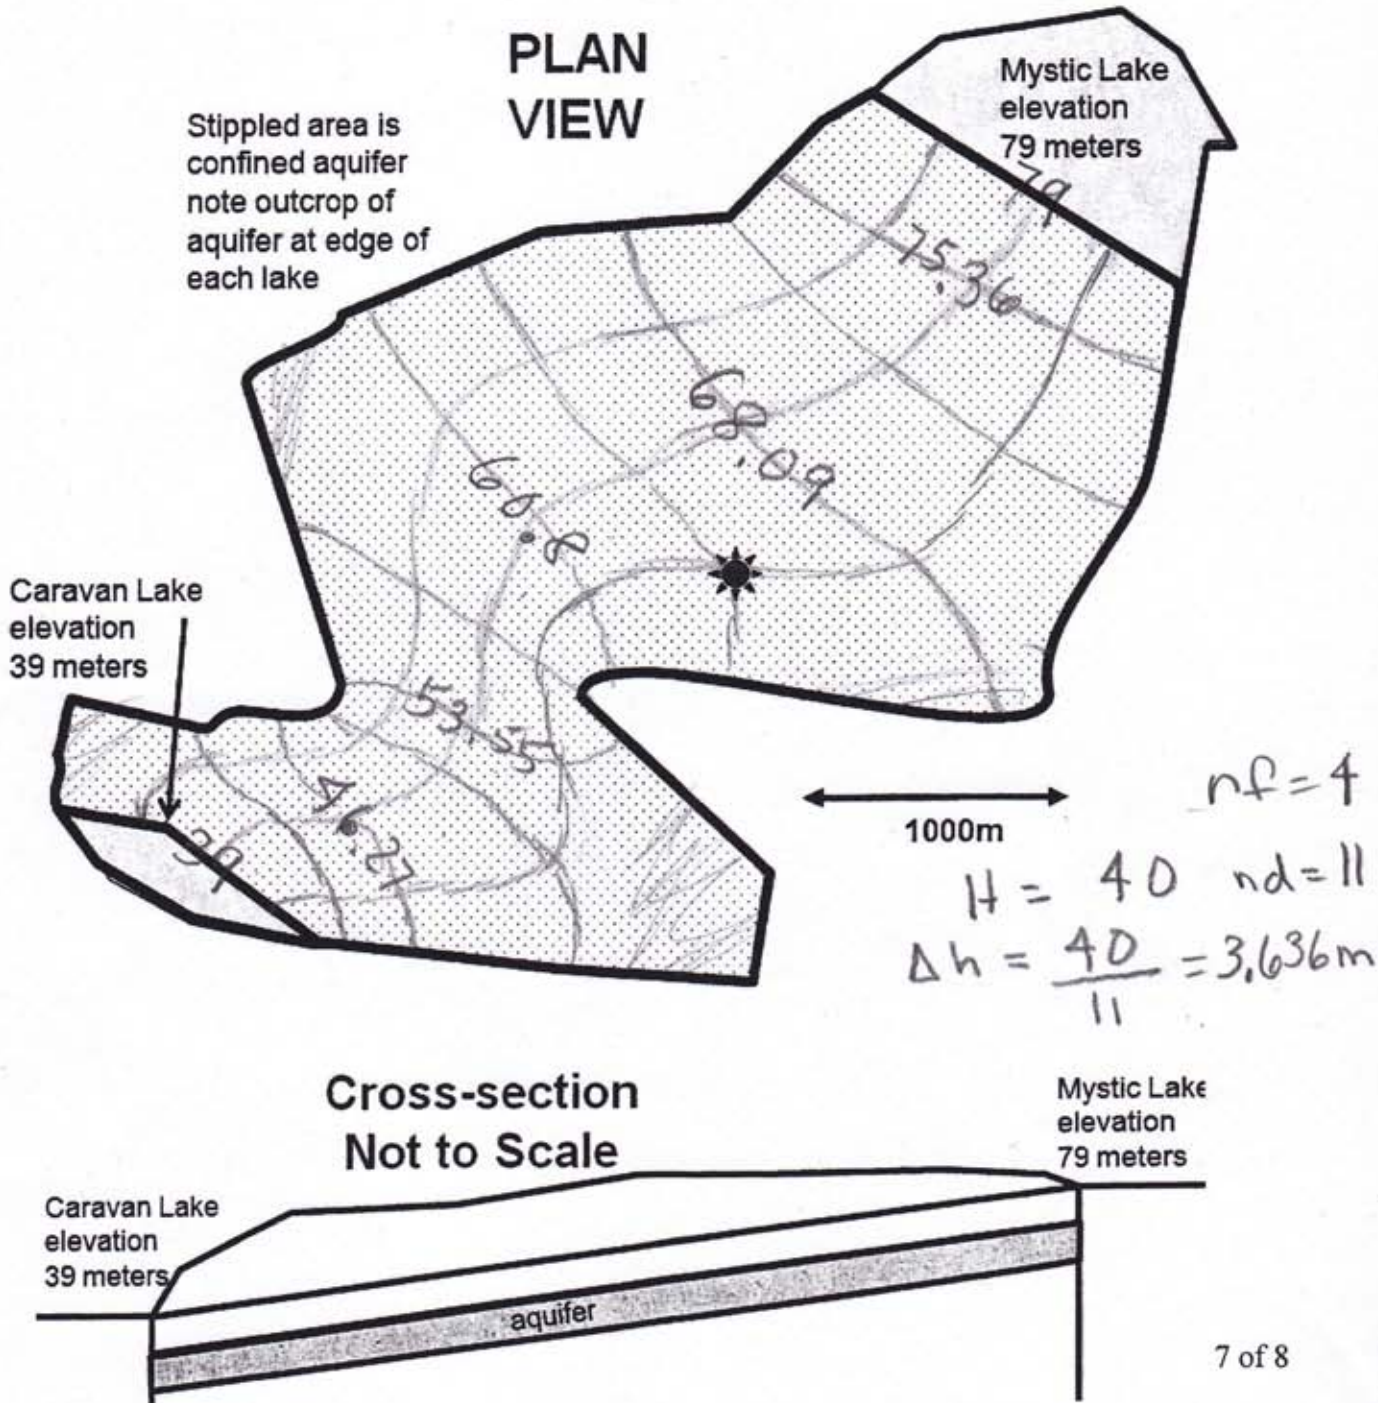 PLAN
VIEW
Stippled area is
confined aquifer
note outcrop of
aquifer at edge of
each lake
Mystic Lake
elevation
79 meters
79
75.36
68.09
60.8
Caravan Lake
elevation
39 meters
53.55
46.27
39
1000m
nf = 4
H = 40 nd = 11
Δh = 40/11 = 3.636m
Cross-section
Not to Scale
Mystic Lake
elevation
79 meters
Caravan Lake
elevation
39 meters
aquifer
7 of 8